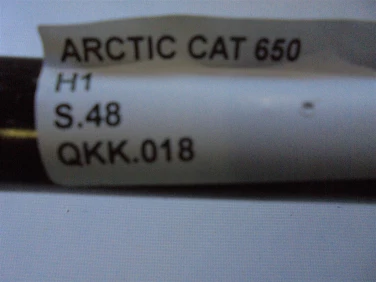 ARCTIC CAT 650
H1
S.48
QKK.018